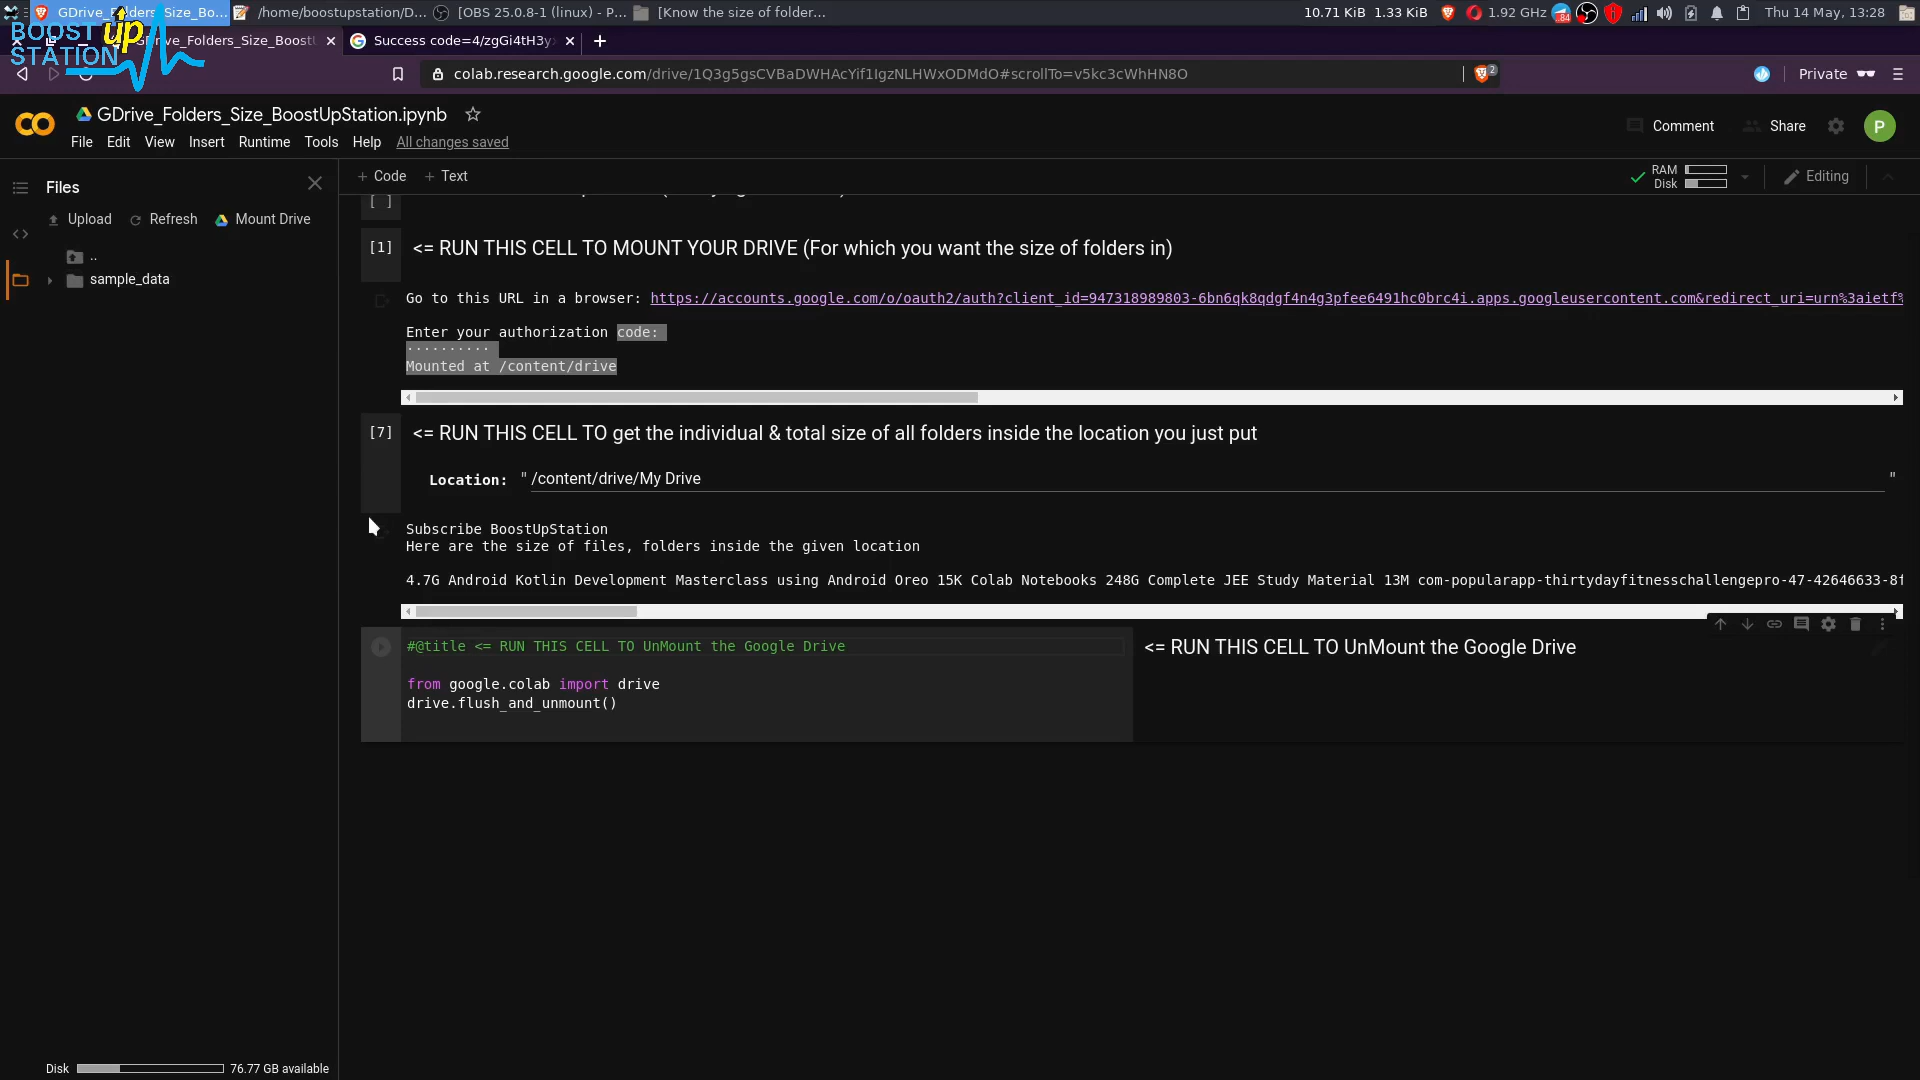 GDrive_Folders_Size_Bo...
/home/boostupstation/D...
[OBS 25.0.8-1 (linux) - P...
[Know the size of folder...
10.71 KiB 1.33 KiB
1.92 GHz
84
Thu 14 May, 13:28
BOOST up
STATION
Drive_Folders_Size_BoostU
Success code=4/zgGi4tH3y
colab.research.google.com/drive/1Q3g5gsCVBaDWHAcYif1IgzNLHWxODMdO#scrollTo=v5kc3cWhHN8O
2
Private
GDrive_Folders_Size_BoostUpStation.ipynb
File Edit View Insert Runtime Tools Help All changes saved
Comment
Share
P
Files
+ Code + Text
RAM
Disk
Editing
Upload Refresh Mount Drive
..
sample_data
[ ]
[1] <= RUN THIS CELL TO MOUNT YOUR DRIVE (For which you want the size of folders in)
Go to this URL in a browser: https://accounts.google.com/o/oauth2/auth?client_id=947318989803-6bn6qk8qdgf4n4g3pfee6491hc0brc4i.apps.googleusercontent.com&redirect_uri=urn%3aietf%
Enter your authorization code:
··········
Mounted at /content/drive
[7] <= RUN THIS CELL TO get the individual & total size of all folders inside the location you just put
Location: " /content/drive/My Drive "
Subscribe BoostUpStation
Here are the size of files, folders inside the given location
4.7G Android Kotlin Development Masterclass using Android Oreo 15K Colab Notebooks 248G Complete JEE Study Material 13M com-popularapp-thirtydayfitnesschallengepro-47-42646633-8f
#@title <= RUN THIS CELL TO UnMount the Google Drive
<= RUN THIS CELL TO UnMount the Google Drive
from google.colab import drive
drive.flush_and_unmount()
Disk 76.77 GB available